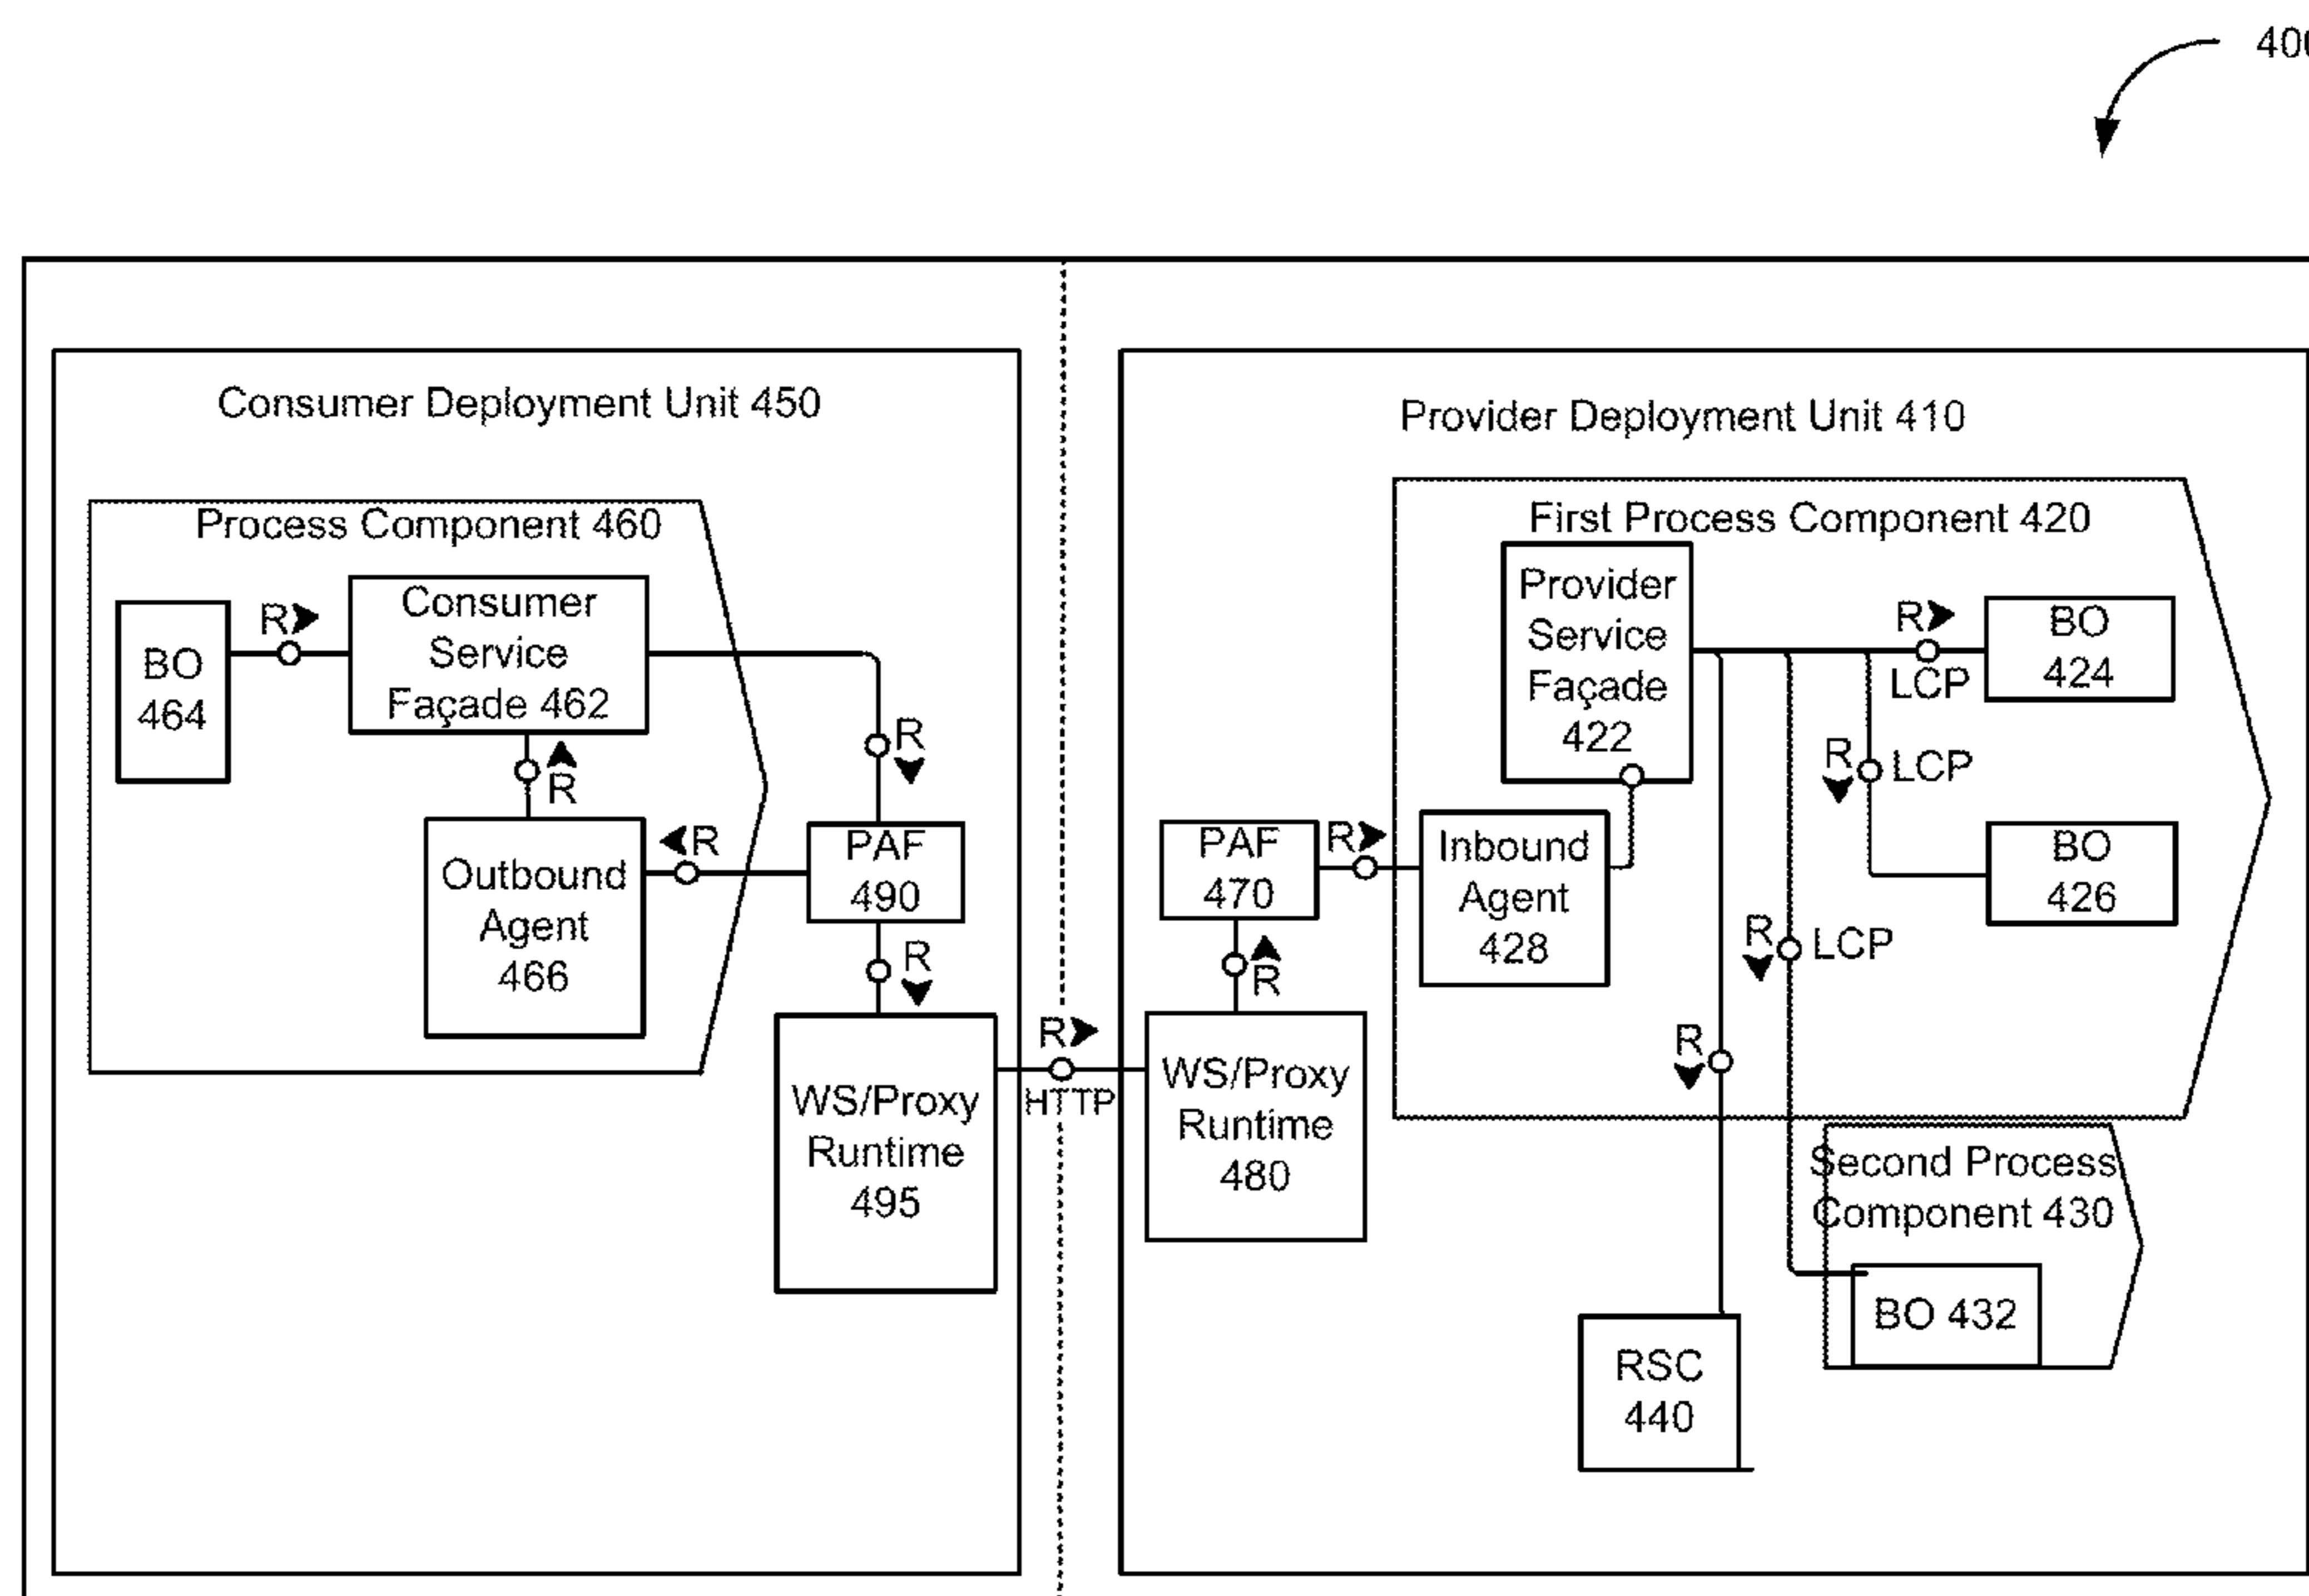 400
Consumer Deployment Unit 450
Process Component 460
BO
464
R
Consumer
Service
Façade 462
R
R
Outbound
Agent
466
R
PAF
490
R
WS/Proxy
Runtime
495
R
HTTP
Provider Deployment Unit 410
First Process Component 420
Provider
Service
Façade
422
R
LCP
BO
424
R
LCP
BO
426
PAF
470
R
Inbound
Agent
428
R
R
LCP
R
WS/Proxy
Runtime
480
Second Process
Component 430
BO 432
RSC
440